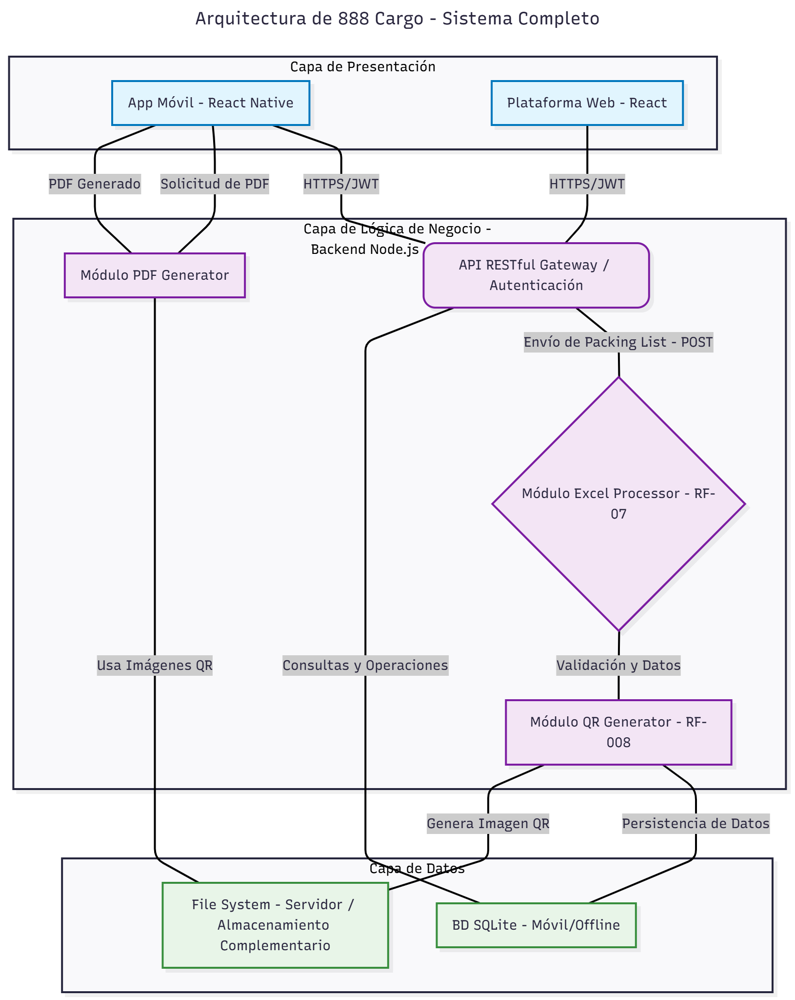 Arquitectura de 888 Cargo - Sistema Completo
Capa de Presentación
App Móvil - React Native
Plataforma Web - React
PDF Generado
Solicitud de PDF
HTTPS/JWT
HTTPS/JWT
Capa de Lógica de Negocio -
Backend Node.js
Módulo PDF Generator
API RESTful Gateway /
Autenticación
Envío de Packing List - POST
Módulo Excel Processor - RF-
07
Usa Imágenes QR
Consultas y Operaciones
Validación y Datos
Módulo QR Generator - RF-
008
Genera Imagen QR
Persistencia de Datos
Capa de Datos
File System - Servidor /
Almacenamiento
Complementario
BD SQLite - Móvil/Offline